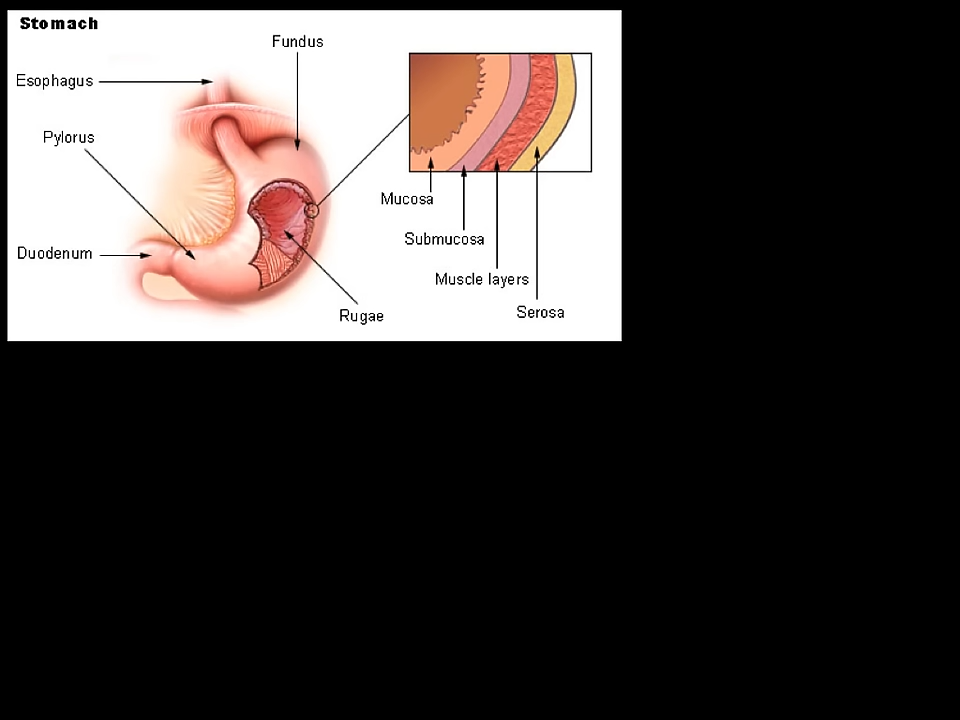 Stomach
Fundus
Esophagus
Pylorus
Mucosa
Submucosa
Duodenum
Muscle layers
Rugae
Serosa